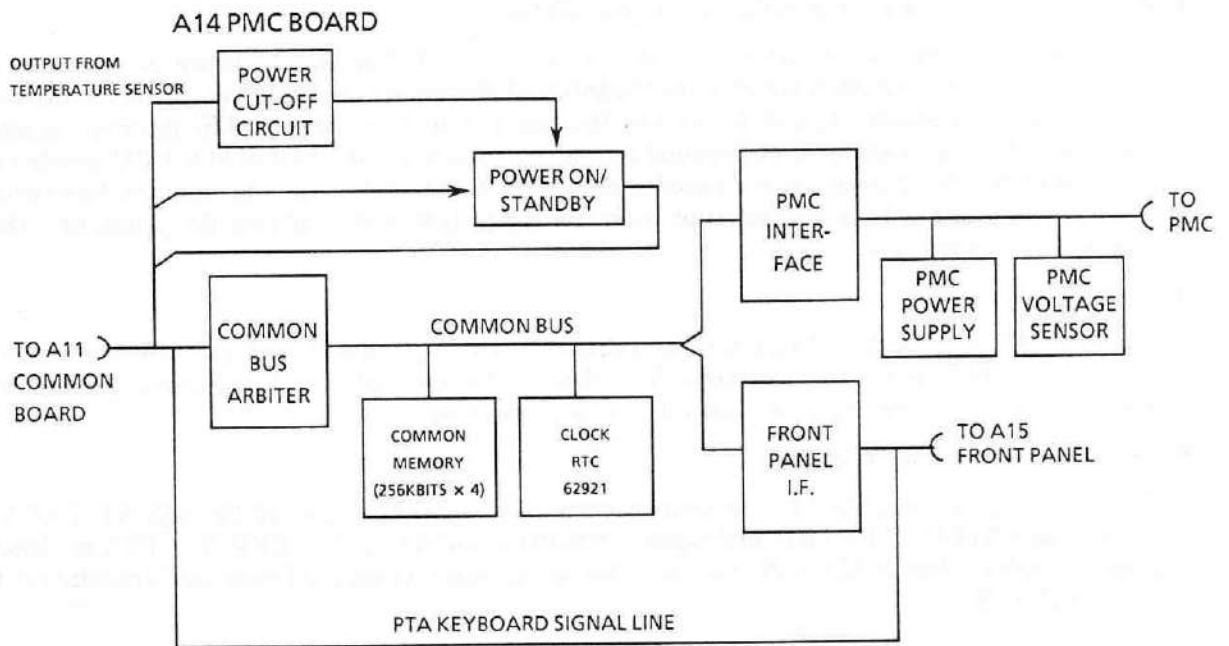 A14 PMC BOARD
OUTPUT FROM
TEMPERATURE SENSOR
POWER
CUT-OFF
CIRCUIT
POWER ON/
STANDBY
PMC
INTER-
FACE
TO
PMC
PMC
POWER
SUPPLY
PMC
VOLTAGE
SENSOR
TO A11
COMMON
BOARD
COMMON
BUS
ARBITER
COMMON BUS
COMMON
MEMORY
(256KBITS × 4)
CLOCK
RTC
62921
FRONT
PANEL
I.F.
TO A15
FRONT PANEL
PTA KEYBOARD SIGNAL LINE